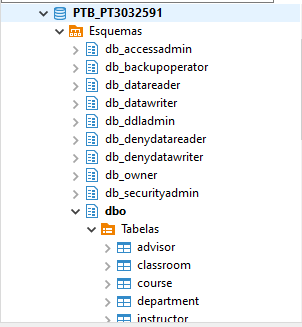 PTB_PT3032591
Esquemas
db_accessadmin
db_backupoperator
db_datareader
db_datawriter
db_ddladmin
db_denydatareader
db_denydatawriter
db_owner
db_securityadmin
dbo
Tabelas
advisor
classroom
course
department
instructor